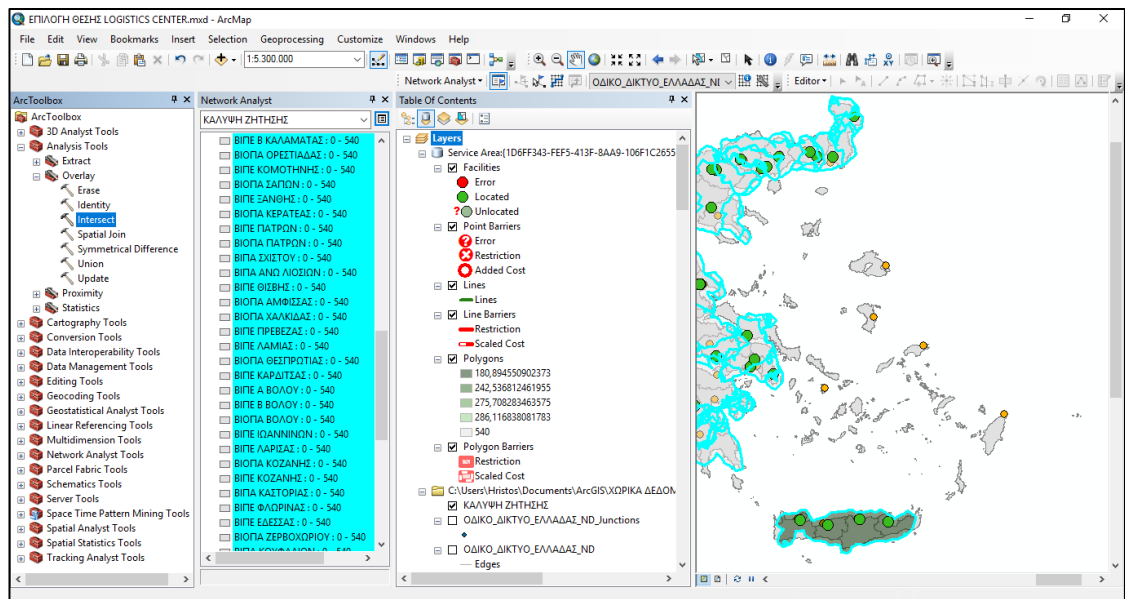 ΕΠΙΛΟΓΗ ΘΕΣΗΣ LOGISTICS CENTER.mxd - ArcMap
File Edit View Bookmarks Insert Selection Geoprocessing Customize Windows Help
1:5.300.000
Network Analyst
ΟΔΙΚΟ_ΔΙΚΤΥΟ_ΕΛΛΑΔΑΣ_NI
Editor
ArcToolbox
ArcToolbox
3D Analyst Tools
Analysis Tools
Extract
Overlay
Erase
Identity
Intersect
Spatial Join
Symmetrical Difference
Union
Update
Proximity
Statistics
Cartography Tools
Conversion Tools
Data Interoperability Tools
Data Management Tools
Editing Tools
Geocoding Tools
Geostatistical Analyst Tools
Linear Referencing Tools
Multidimension Tools
Network Analyst Tools
Parcel Fabric Tools
Schematics Tools
Server Tools
Space Time Pattern Mining Tools
Spatial Analyst Tools
Spatial Statistics Tools
Tracking Analyst Tools
Network Analyst
ΚΑΛΥΨΗ ΖΗΤΗΣΗΣ
ΒΙΠΕ Β ΚΑΛΑΜΑΤΑΣ : 0 - 540
ΒΙΟΠΑ ΟΡΕΣΤΙΑΔΑΣ : 0 - 540
ΒΙΠΕ ΚΟΜΟΤΗΝΗΣ : 0 - 540
ΒΙΟΠΑ ΣΑΠΩΝ : 0 - 540
ΒΙΠΕ ΞΑΝΘΗΣ : 0 - 540
ΒΙΟΠΑ ΚΕΡΑΤΕΑΣ : 0 - 540
ΒΙΠΕ ΠΑΤΡΩΝ : 0 - 540
ΒΙΟΠΑ ΠΑΤΡΩΝ : 0 - 540
ΒΙΠΑ ΣΧΙΣΤΟΥ : 0 - 540
ΒΙΠΑ ΑΝΩ ΛΙΟΣΙΩΝ : 0 - 540
ΒΙΠΕ ΘΙΣΒΗΣ : 0 - 540
ΒΙΟΠΑ ΑΜΦΙΣΣΑΣ : 0 - 540
ΒΙΟΠΑ ΧΑΛΚΙΔΑΣ : 0 - 540
ΒΙΠΕ ΠΡΕΒΕΖΑΣ : 0 - 540
ΒΙΠΕ ΛΑΜΙΑΣ : 0 - 540
ΒΙΟΠΑ ΘΕΣΠΡΩΤΙΑΣ : 0 - 540
ΒΙΠΕ ΚΑΡΔΙΤΣΑΣ : 0 - 540
ΒΙΠΕ Α ΒΟΛΟΥ : 0 - 540
ΒΙΠΕ Β ΒΟΛΟΥ : 0 - 540
ΒΙΟΠΑ ΒΟΛΟΥ : 0 - 540
ΒΙΠΕ ΙΩΑΝΝΙΝΩΝ : 0 - 540
ΒΙΠΕ ΛΑΡΙΣΑΣ : 0 - 540
ΒΙΟΠΑ ΚΟΖΑΝΗΣ : 0 - 540
ΒΙΠΕ ΚΟΖΑΝΗΣ : 0 - 540
ΒΙΠΑ ΚΑΣΤΟΡΙΑΣ : 0 - 540
ΒΙΠΕ ΦΛΩΡΙΝΑΣ : 0 - 540
ΒΙΠΕ ΕΔΕΣΣΑΣ : 0 - 540
ΒΙΟΠΑ ΖΕΡΒΟΧΩΡΙΟΥ : 0 - 540
Table Of Contents
Layers
Service Area:{1D6FF343-FEF5-413F-8AA9-106F1C2655
Facilities
Error
Located
Unlocated
Point Barriers
Error
Restriction
Added Cost
Lines
Lines
Line Barriers
Restriction
Scaled Cost
Polygons
180,894550902373
242,536812461955
275,708283463575
286,116838081783
540
Polygon Barriers
Restriction
Scaled Cost
C:\Users\Hristos\Documents\ArcGIS\ΧΩΡΙΚΑ ΔΕΔΟΜ
ΚΑΛΥΨΗ ΖΗΤΗΣΗΣ
ΟΔΙΚΟ_ΔΙΚΤΥΟ_ΕΛΛΑΔΑΣ_ND_Junctions
ΟΔΙΚΟ_ΔΙΚΤΥΟ_ΕΛΛΑΔΑΣ_ND
Edges